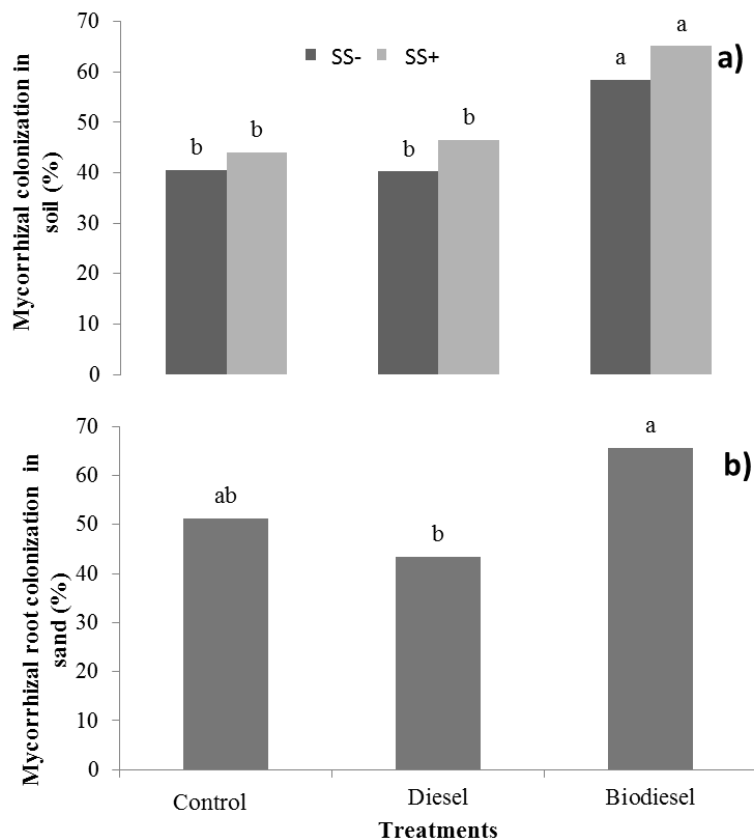 Mycorrhizal colonization in
soil (%)
70
60
50
40
30
20
10
0
SS- SS+
a)
b b
b b
a a
Mycorrhizal root colonization in
sand (%)
70
60
50
40
30
20
10
0
b)
ab
b
a
Control Diesel Biodiesel
Treatments